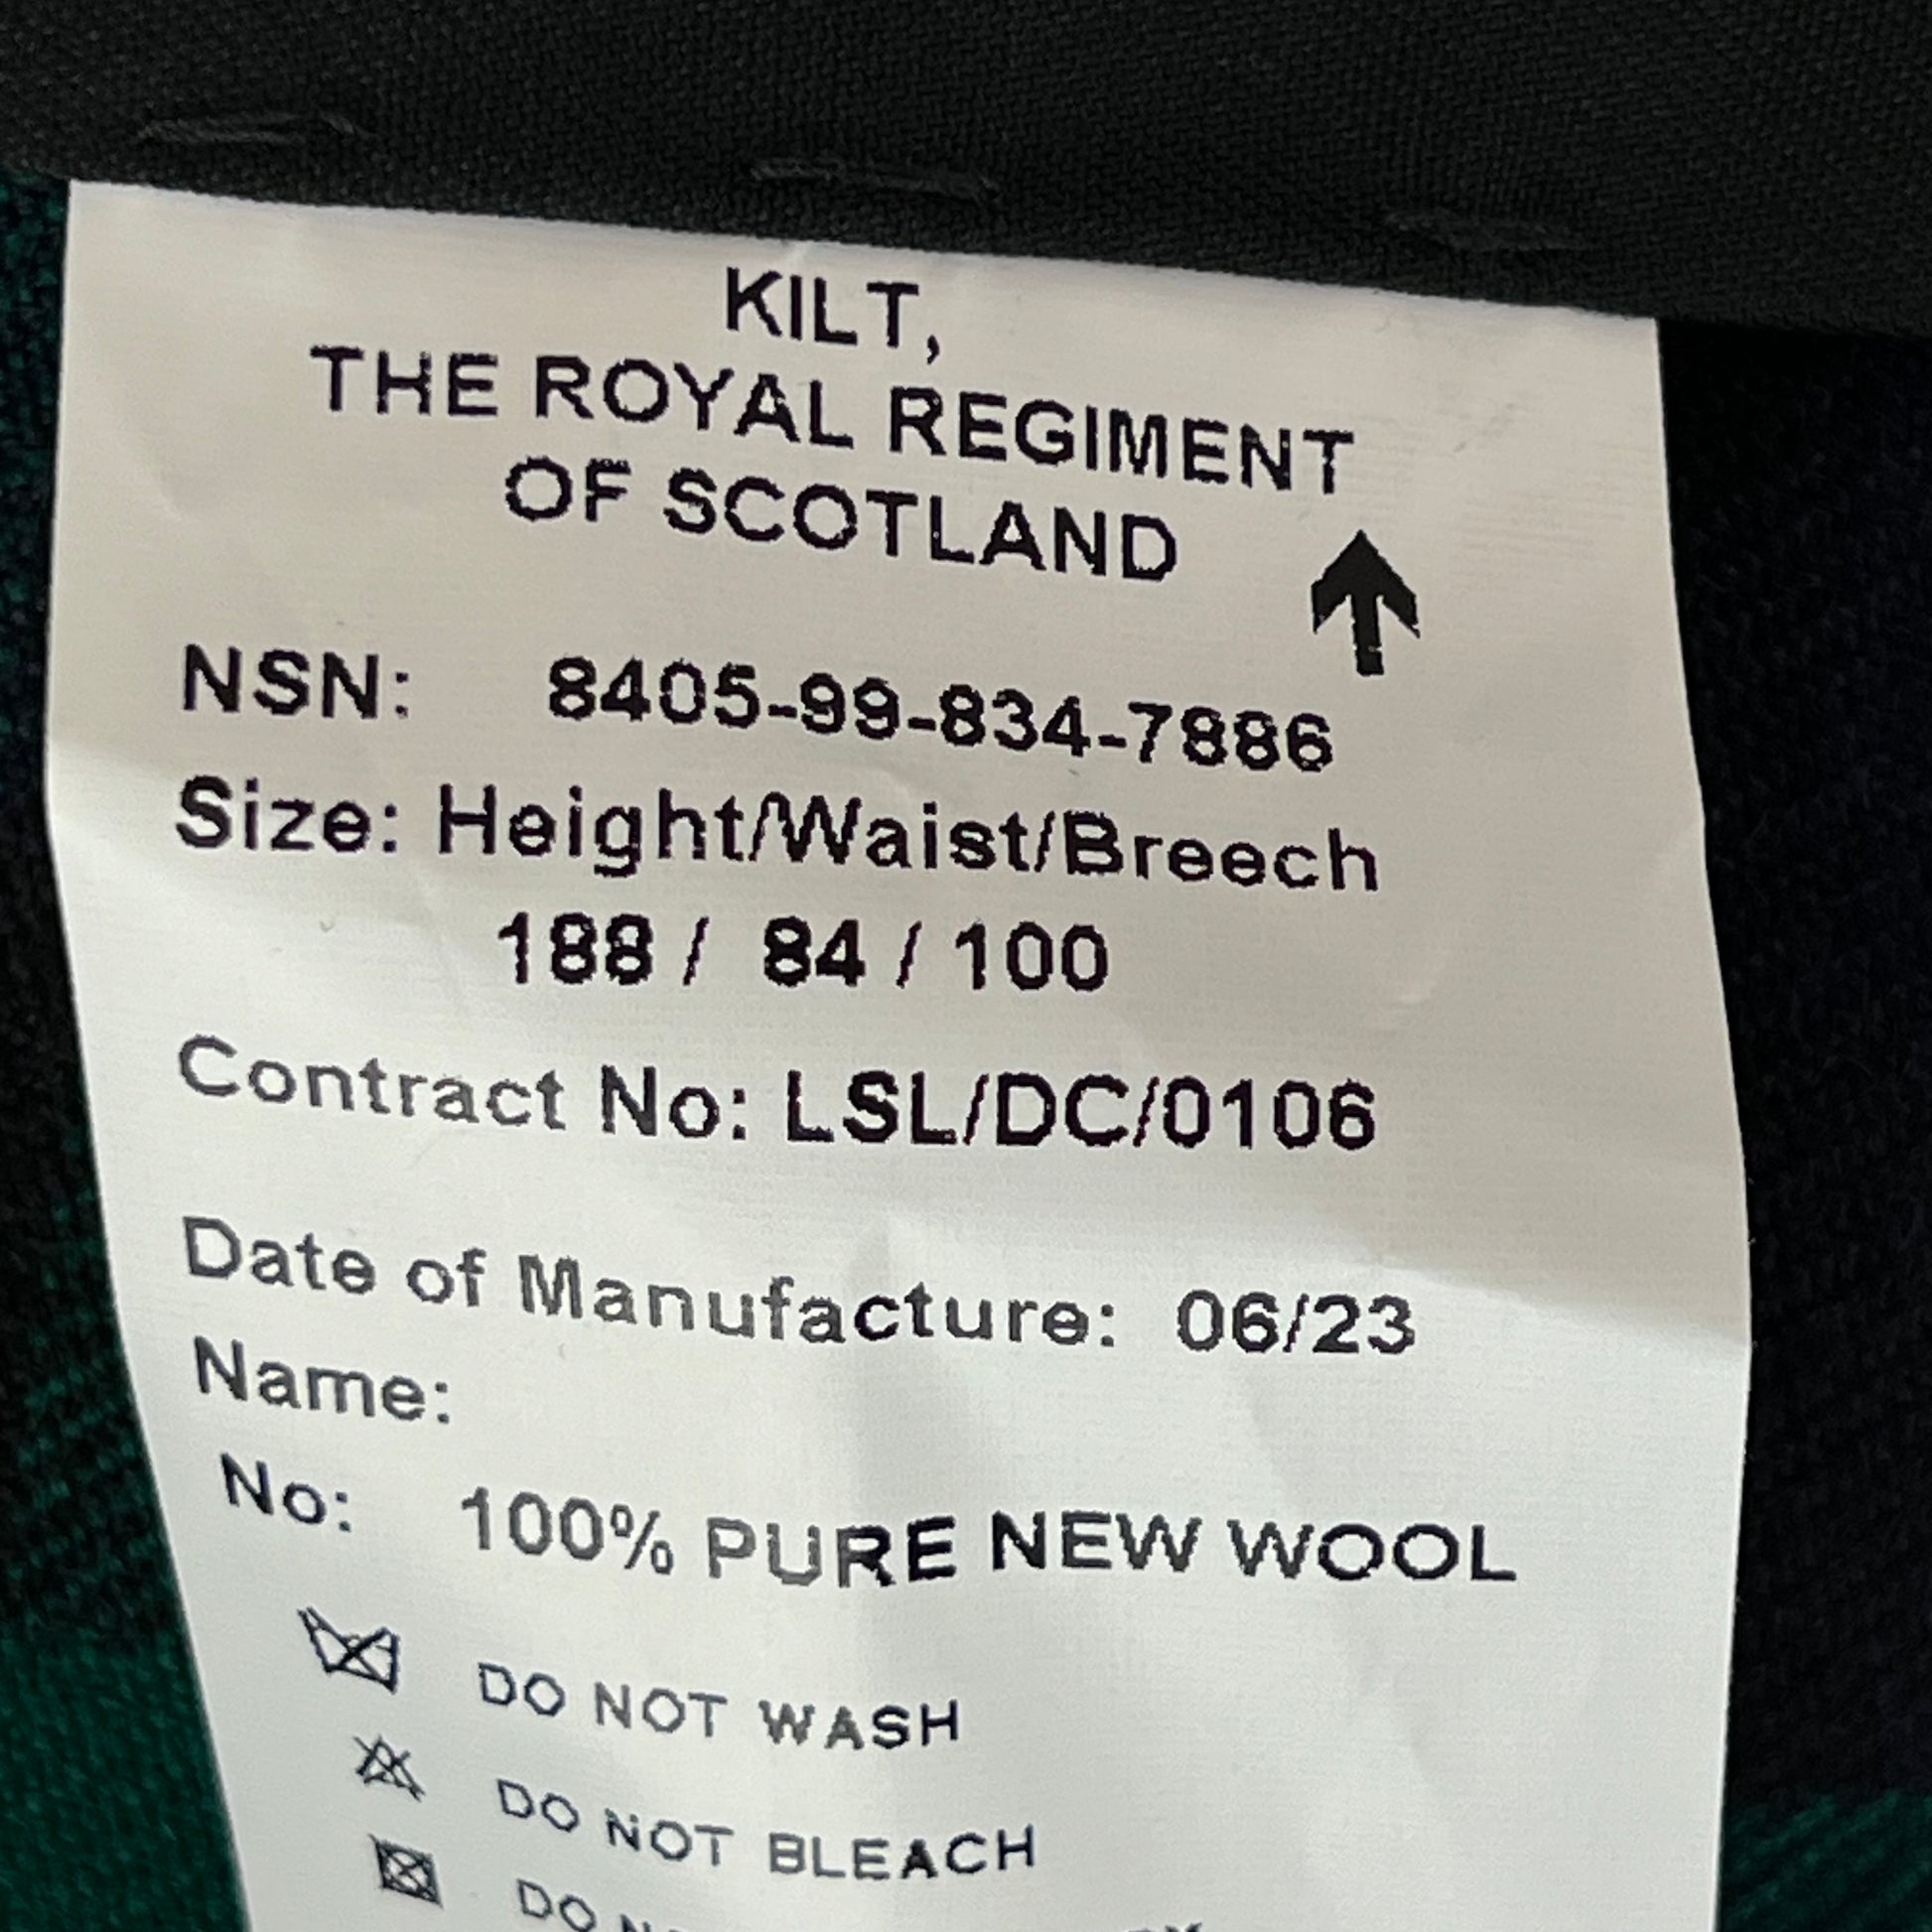 KILT,
THE ROYAL REGIMENT
OF SCOTLAND
NSN: 8405-99-834-7886
Size: Height/Waist/Breech
188 / 84 / 100
Contract No: LSL/DC/0106
Date of Manufacture: 06/23
Name:
No: 100% PURE NEW WOOL
DO NOT WASH
DO NOT BLEACH
DO